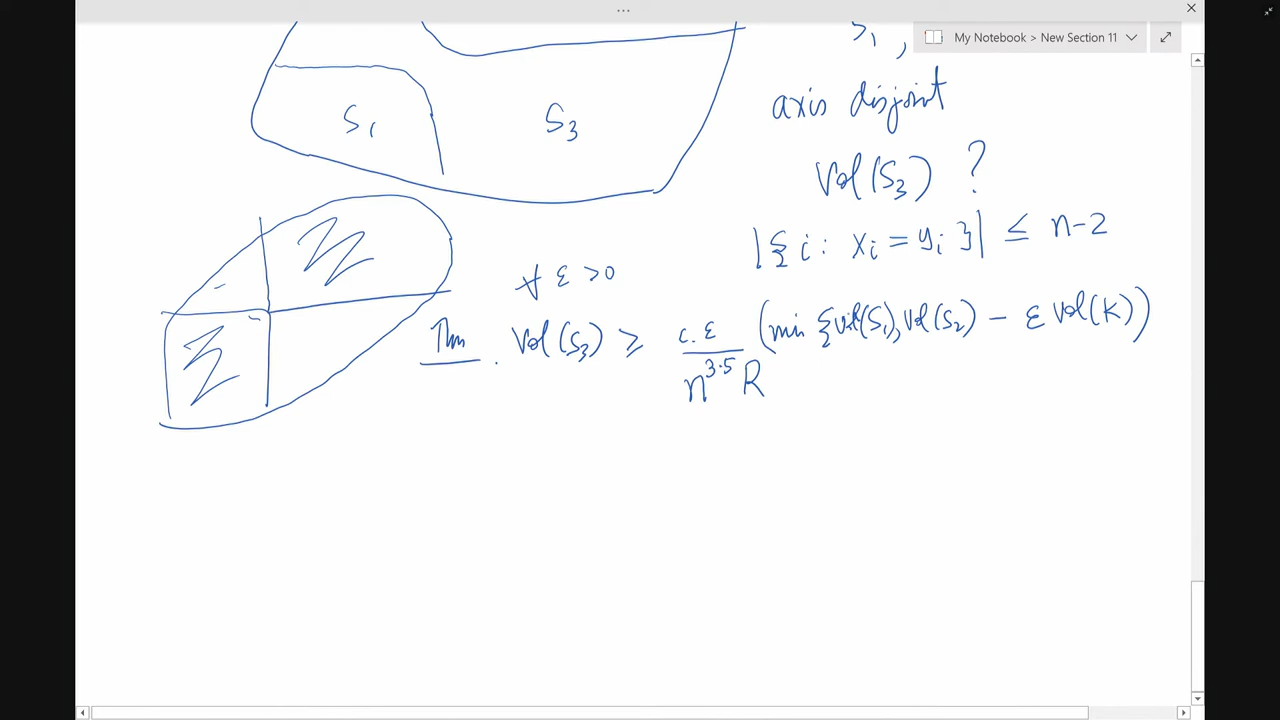 My Notebook > New Section 11
S₁ ,
axis disjoint
S₁
S₃
Vol(S₃) ?
|{i : xᵢ = yᵢ}| ≤ n-2
∀ ε >0
Thm. Vol(S₃) ≥ c.ε / n^3.5 R (min {Vol(S₁), Vol(S₂) - ε Vol(K))